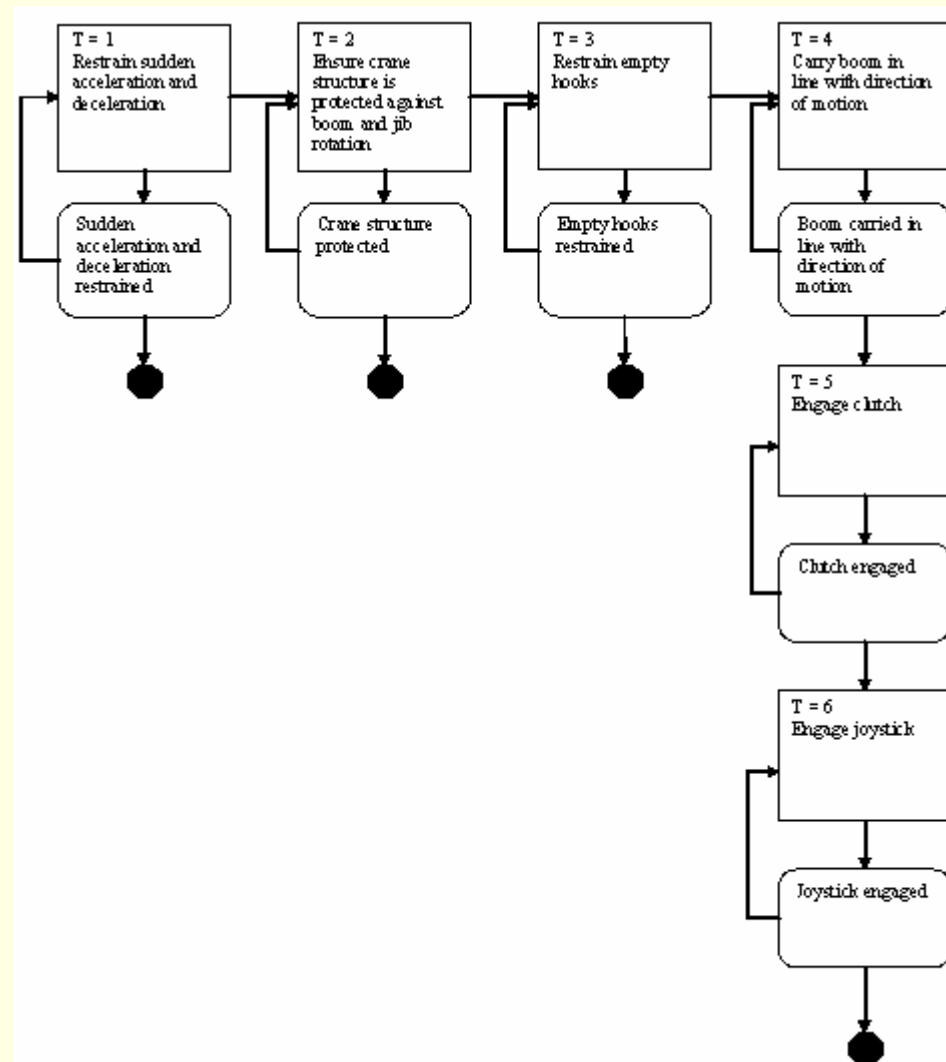 T = 1
Restrain sudden
acceleration and
deceleration
T = 2
Ensure crane
structure is
protected against
boom and jib
rotation
T = 3
Restrain empty
hooks
T = 4
Carry boom in
line with direction
of motion
Sudden
acceleration and
deceleration
restrained
Crane structure
protected
Empty hooks
restrained
Boom carried in
line with
direction of
motion
T = 5
Engage clutch
Clutch engaged
T = 6
Engage joystick
Joystick engaged